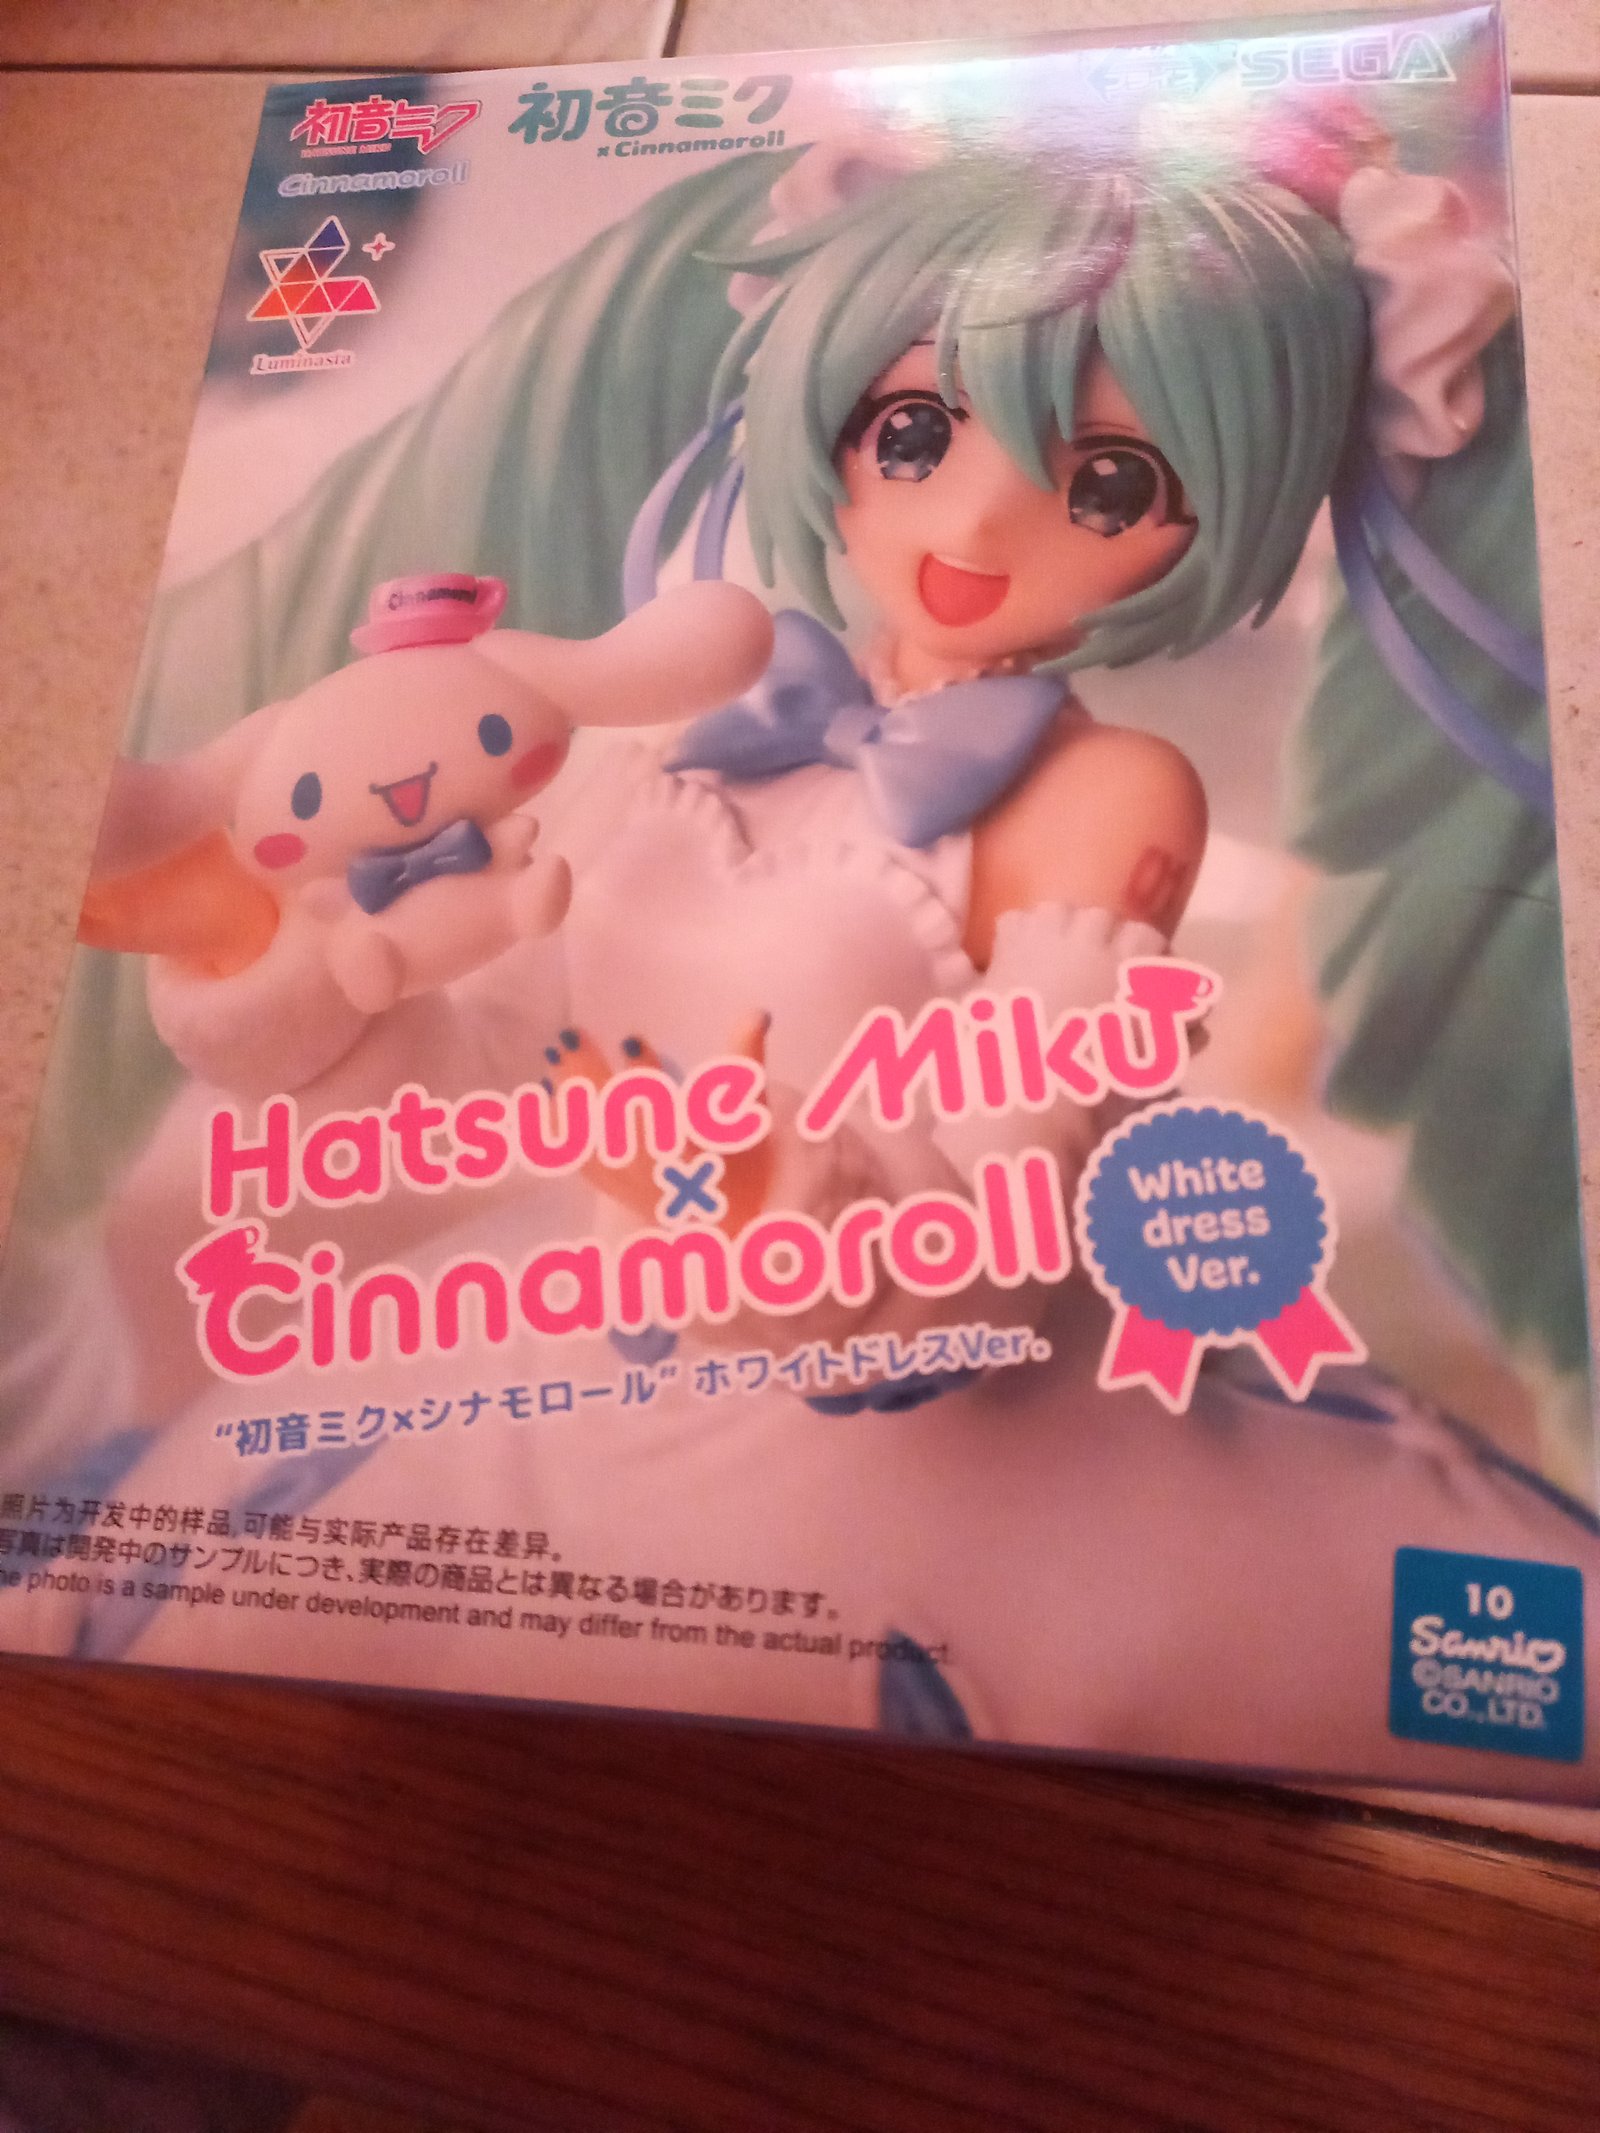 初音ミク
HATSUNE MIKU
Cinnamoroll
Luminasta
初音ミク
×Cinnamoroll
SEGA
Cinnamoroll
01
Hatsune Miku
×
Cinnamoroll
White
dress
Ver.
“初音ミク×シナモロール” ホワイトドレスVer.
照片为开发中的样品,可能与实际产品存在差异。
写真は開発中のサンプルにつき、実際の商品とは異なる場合があります。
he photo is a sample under development and may differ from the actual product.
10
Sanrio
©SANRIO
CO.,LTD.